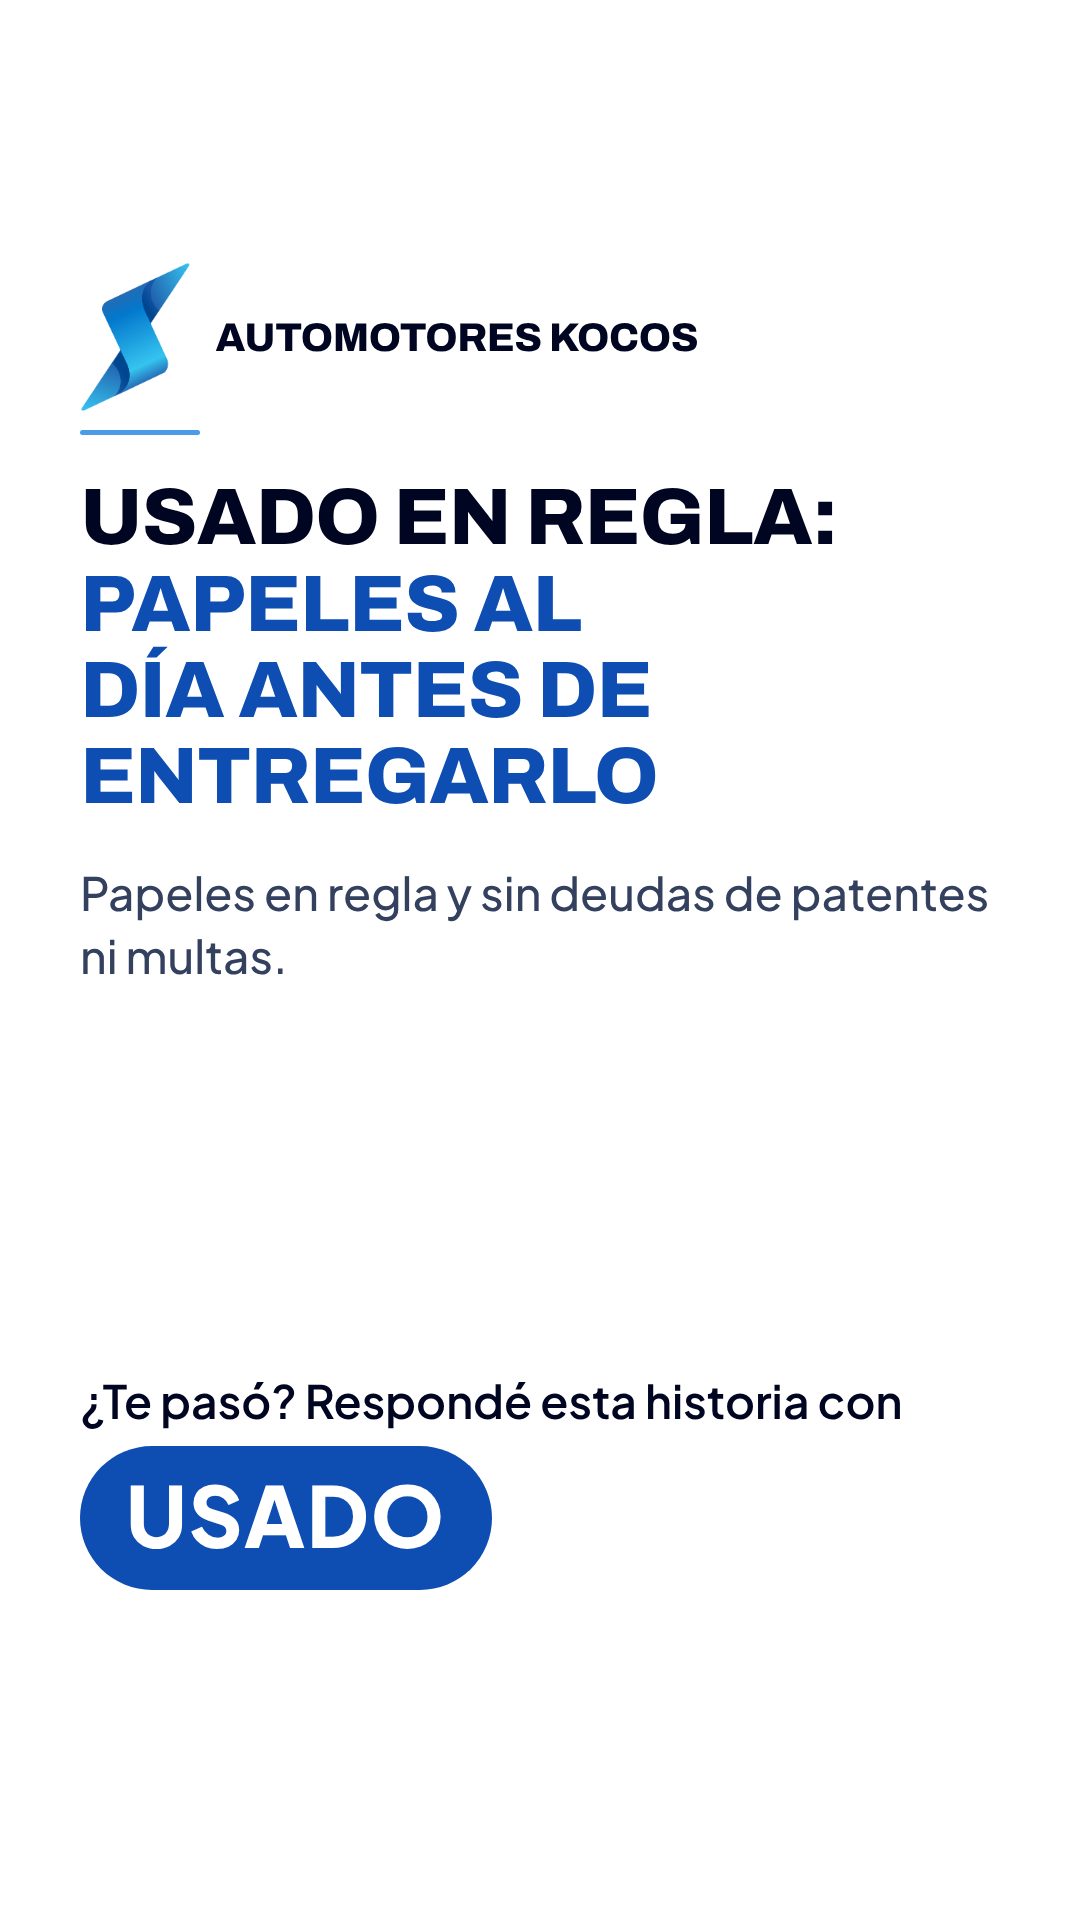 AUTOMOTORES KOCOS
USADO EN REGLA:
PAPELES AL
DÍA ANTES DE
ENTREGARLO
Papeles en regla y sin deudas de patentes
ni multas.
¿Te pasó? Respondé esta historia con
USADO